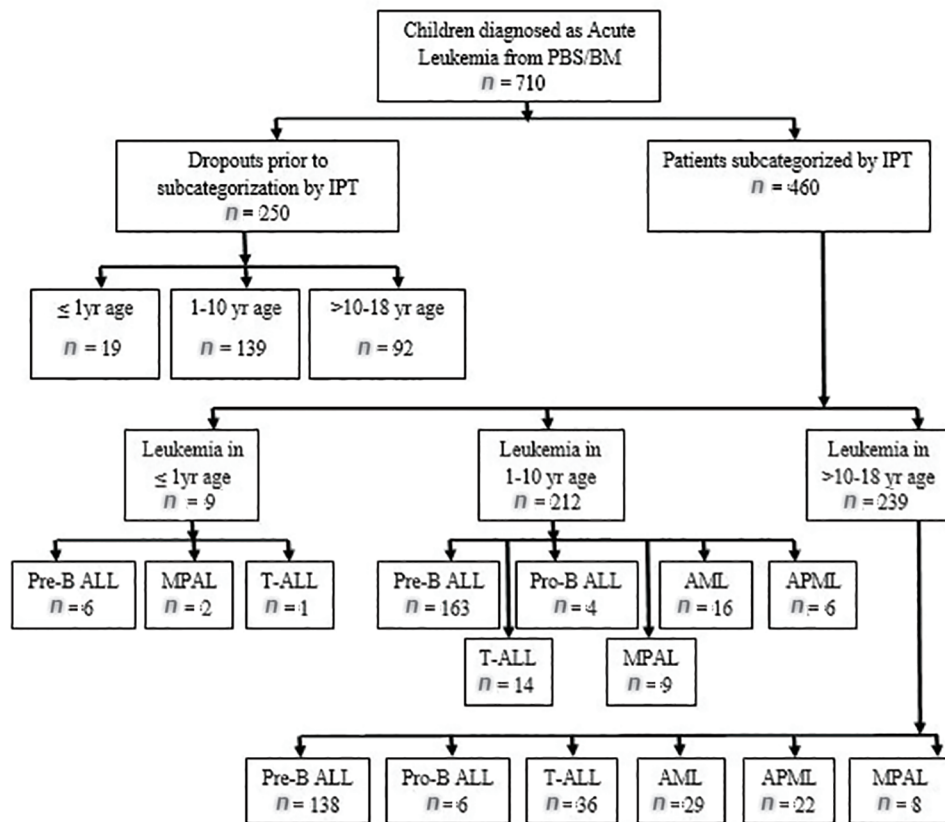 Children diagnosed as Acute
Leukemia from PBS/BM
n = 710
Dropouts prior to
subcategorization by IPT
n = 250
Patients subcategorized by IPT
n = 460
≤ 1yr age
n = 19
1-10 yr age
n = 139
>10-18 yr age
n = 92
Leukemia in
≤ 1yr age
n = 9
Leukemia in
1-10 yr age
n = 212
Leukemia in
>10-18 yr age
n = 239
Pre-B ALL
n = 6
MPAL
n = 2
T-ALL
n = 1
Pre-B ALL
n = 163
Pro-B ALL
n = 4
AML
n = 16
APML
n = 6
T-ALL
n = 14
MPAL
n = 9
Pre-B ALL
n = 138
Pro-B ALL
n = 6
T-ALL
n = 36
AML
n = 29
APML
n = 22
MPAL
n = 8